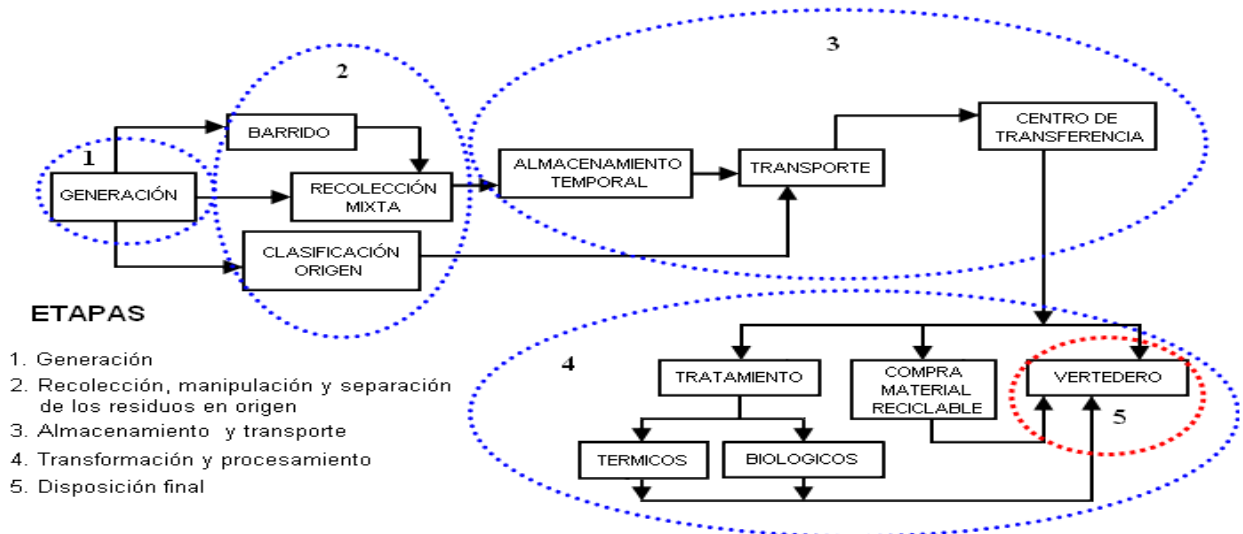 3
2
1
BARRIDO
CENTRO DE
TRANSFERENCIA
GENERACIÓN
RECOLECCIÓN
MIXTA
ALMACENAMIENTO
TEMPORAL
TRANSPORTE
CLASIFICACIÓN
ORIGEN
ETAPAS
1. Generación
2. Recolección, manipulación y separación
de los residuos en origen
3. Almacenamiento y transporte
4. Transformación y procesamiento
5. Disposición final
4
TRATAMIENTO
COMPRA
MATERIAL
RECICLABLE
VERTEDERO
5
TÉRMICOS
BIOLOGICOS